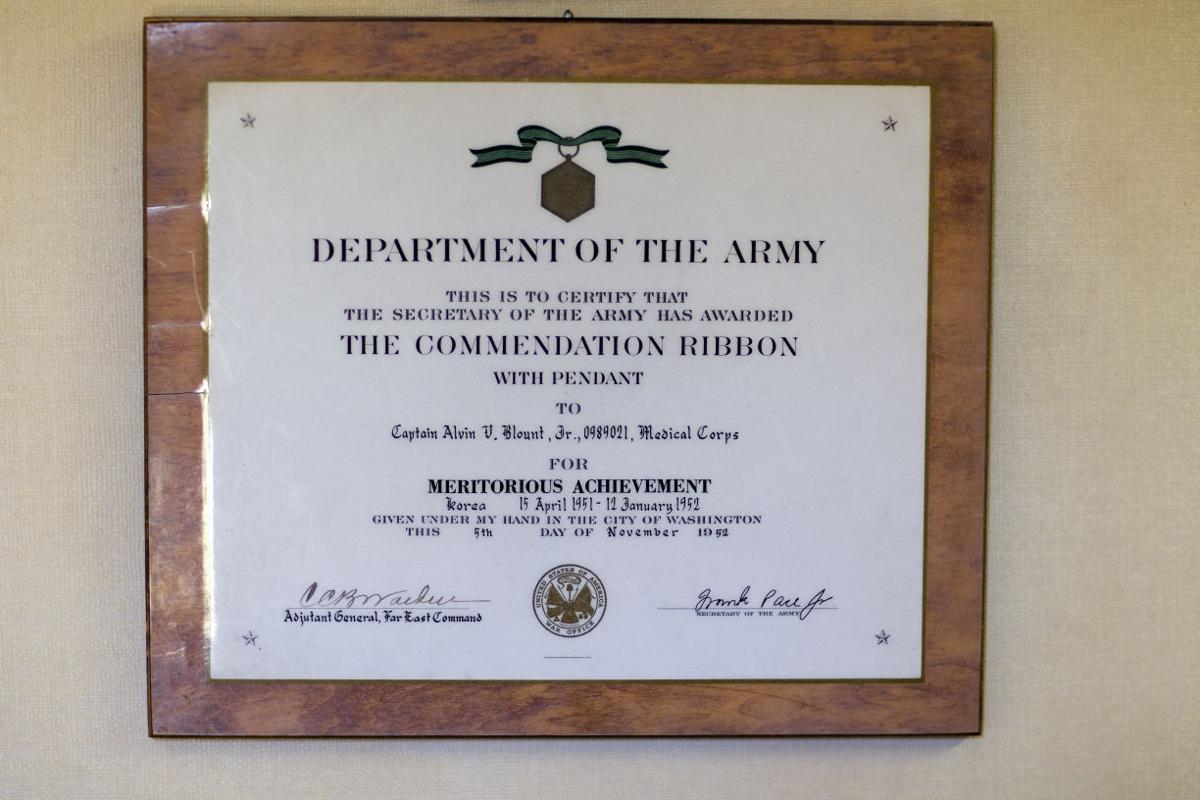 DEPARTMENT OF THE ARMY
THIS IS TO CERTIFY THAT
THE SECRETARY OF THE ARMY HAS AWARDED
THE COMMENDATION RIBBON
WITH PENDANT
TO
Captain Alvin V. Blount, Jr., 0989021, Medical Corps
FOR
MERITORIOUS ACHIEVEMENT
Korea 15 April 1951 - 12 January 1952
GIVEN UNDER MY HAND IN THE CITY OF WASHINGTON
THIS 5th DAY OF November 1952
Adjutant General, Far East Command
UNITED STATES OF AMERICA
WAR OFFICE
Frank Pace Jr
SECRETARY OF THE ARMY